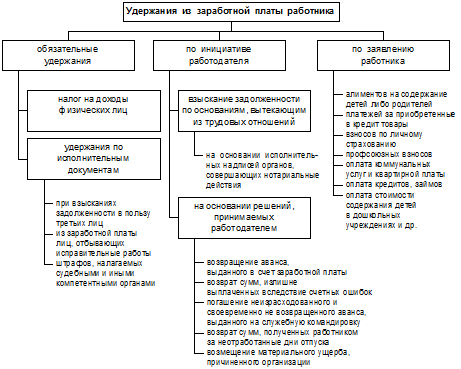 Удержания из заработной платы работника
обязательные
удержания
налог на доходы
физических лиц
удержания по
исполнительным
документам
при взысканиях
задолженности в пользу
третьих лиц
из заработной платы
лиц, отбывающих
исправительные работы
штрафов, налагаемых
судебными и иными
компетентными органами
по инициативе
работодателя
взыскание задолженности
по основаниям, вытекающим
из трудовых отношений
на основании исполнитель-
ных надписей органов,
совершающих нотариальные
действия
на основании решений,
принимаемых
работодателем
возвращение аванса,
выданного в счет заработной платы
возврат сумм, излишне
выплаченных вследствие счетных ошибок
погашение неизрасходованного и
своевременно не возвращенного аванса,
выданного на служебную командировку
возврат сумм, полученных работником
за неотработанные дни отпуска
возмещение материального ущерба,
причиненного организации
по заявлению
работника
алиментов на содержание
детей либо родителей
платежей за приобретенные
в кредит товары
взносов по личному
страхованию
профсоюзных взносов
оплата коммунальных
услуг и квартирной платы
оплата кредитов, займов
оплата стоимости
содержания детей
в дошкольных
учреждениях и др.